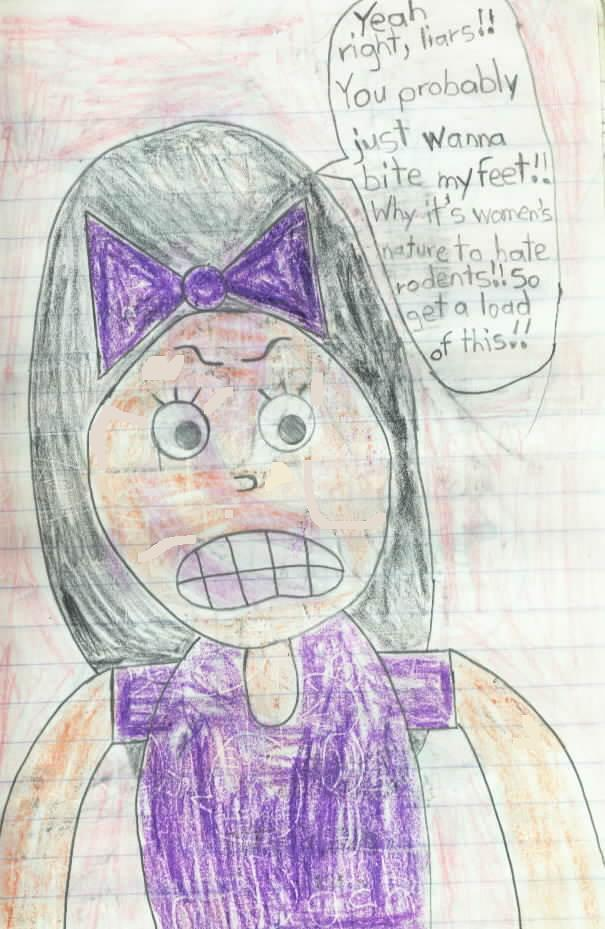 Yeah
right, liars!!
You probably
just wanna
bite my feet!!
Why it's women's
nature to hate
rodents!! So
get a load
of this!!